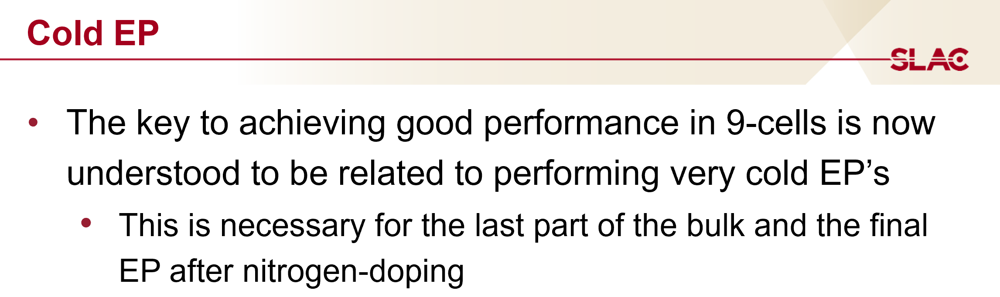 Cold EP
SLAC
• The key to achieving good performance in 9-cells is now
understood to be related to performing very cold EP’s
• This is necessary for the last part of the bulk and the final
EP after nitrogen-doping